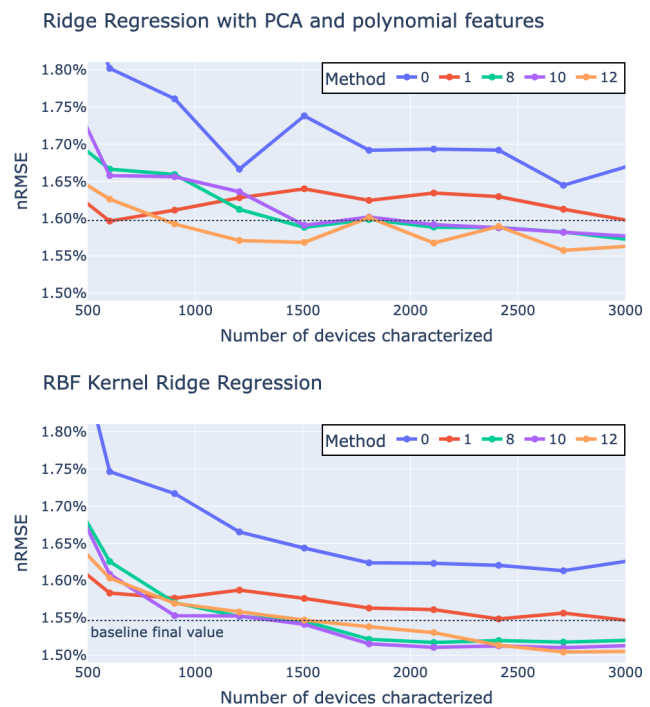 Ridge Regression with PCA and polynomial features
Method 0 1 8 10 12
1.80%
1.75%
1.70%
1.65%
1.60%
1.55%
1.50%
nRMSE
500 1000 1500 2000 2500 3000
Number of devices characterized
RBF Kernel Ridge Regression
Method 0 1 8 10 12
1.80%
1.75%
1.70%
1.65%
1.60%
1.55%
1.50%
nRMSE
baseline final value
500 1000 1500 2000 2500 3000
Number of devices characterized